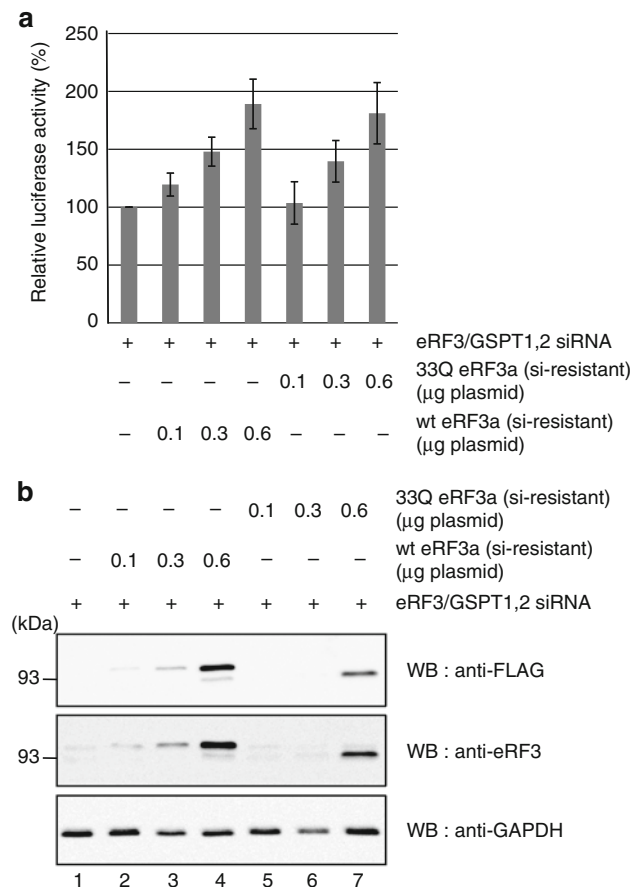 a
Relative luciferase activity (%)
250
200
150
100
50
0
+ + + + + + + eRF3/GSPT1,2 siRNA
– – – – 0.1 0.3 0.6 33Q eRF3a (si-resistant)
(μg plasmid)
– 0.1 0.3 0.6 – – – wt eRF3a (si-resistant)
(μg plasmid)
b
– – – – 0.1 0.3 0.6 33Q eRF3a (si-resistant)
(μg plasmid)
– 0.1 0.3 0.6 – – – wt eRF3a (si-resistant)
(μg plasmid)
+ + + + + + + eRF3/GSPT1,2 siRNA
(kDa)
93 WB : anti-FLAG
93 WB : anti-eRF3
WB : anti-GAPDH
1 2 3 4 5 6 7